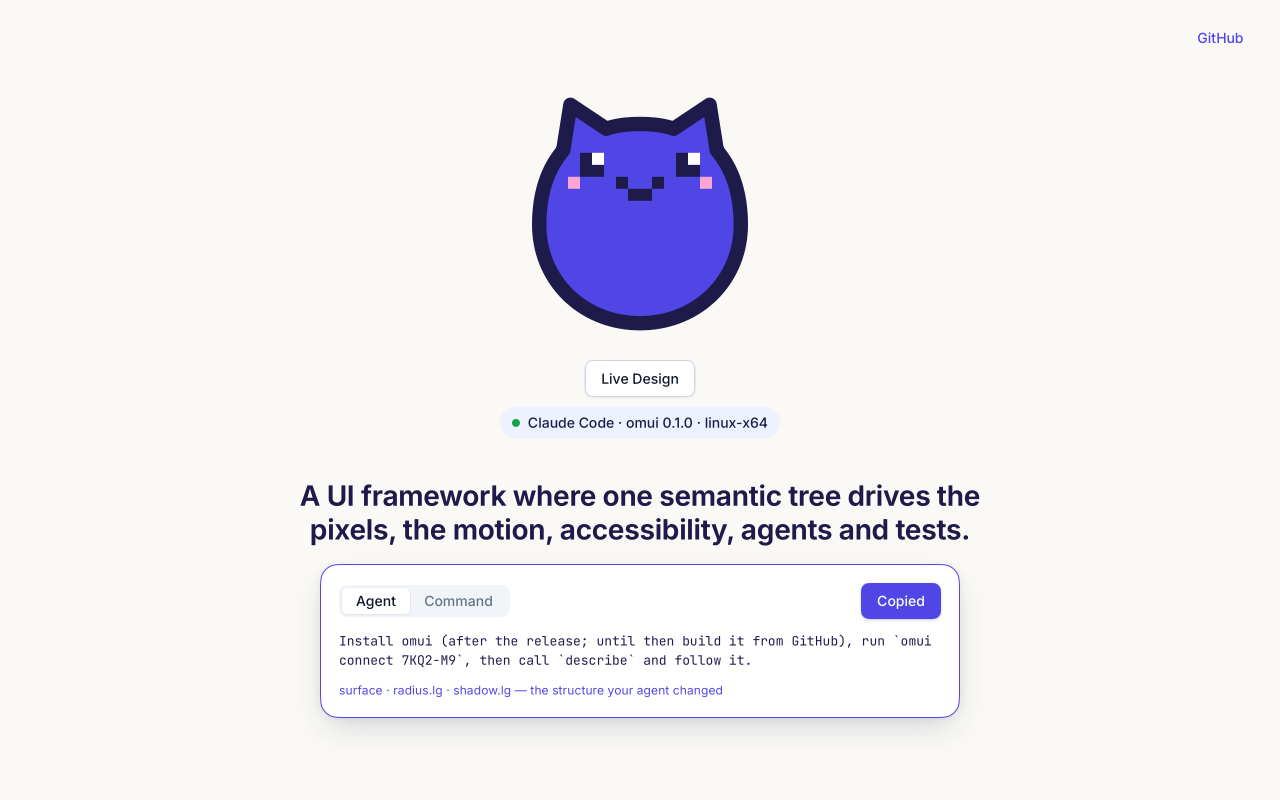 GitHub
Live Design
Claude Code · omui 0.1.0 · linux-x64
A UI framework where one semantic tree drives the
pixels, the motion, accessibility, agents and tests.
Agent
Command
Copied
Install omui (after the release; until then build it from GitHub), run `omui
connect 7KQ2-M9`, then call `describe` and follow it.
surface · radius.lg · shadow.lg — the structure your agent changed